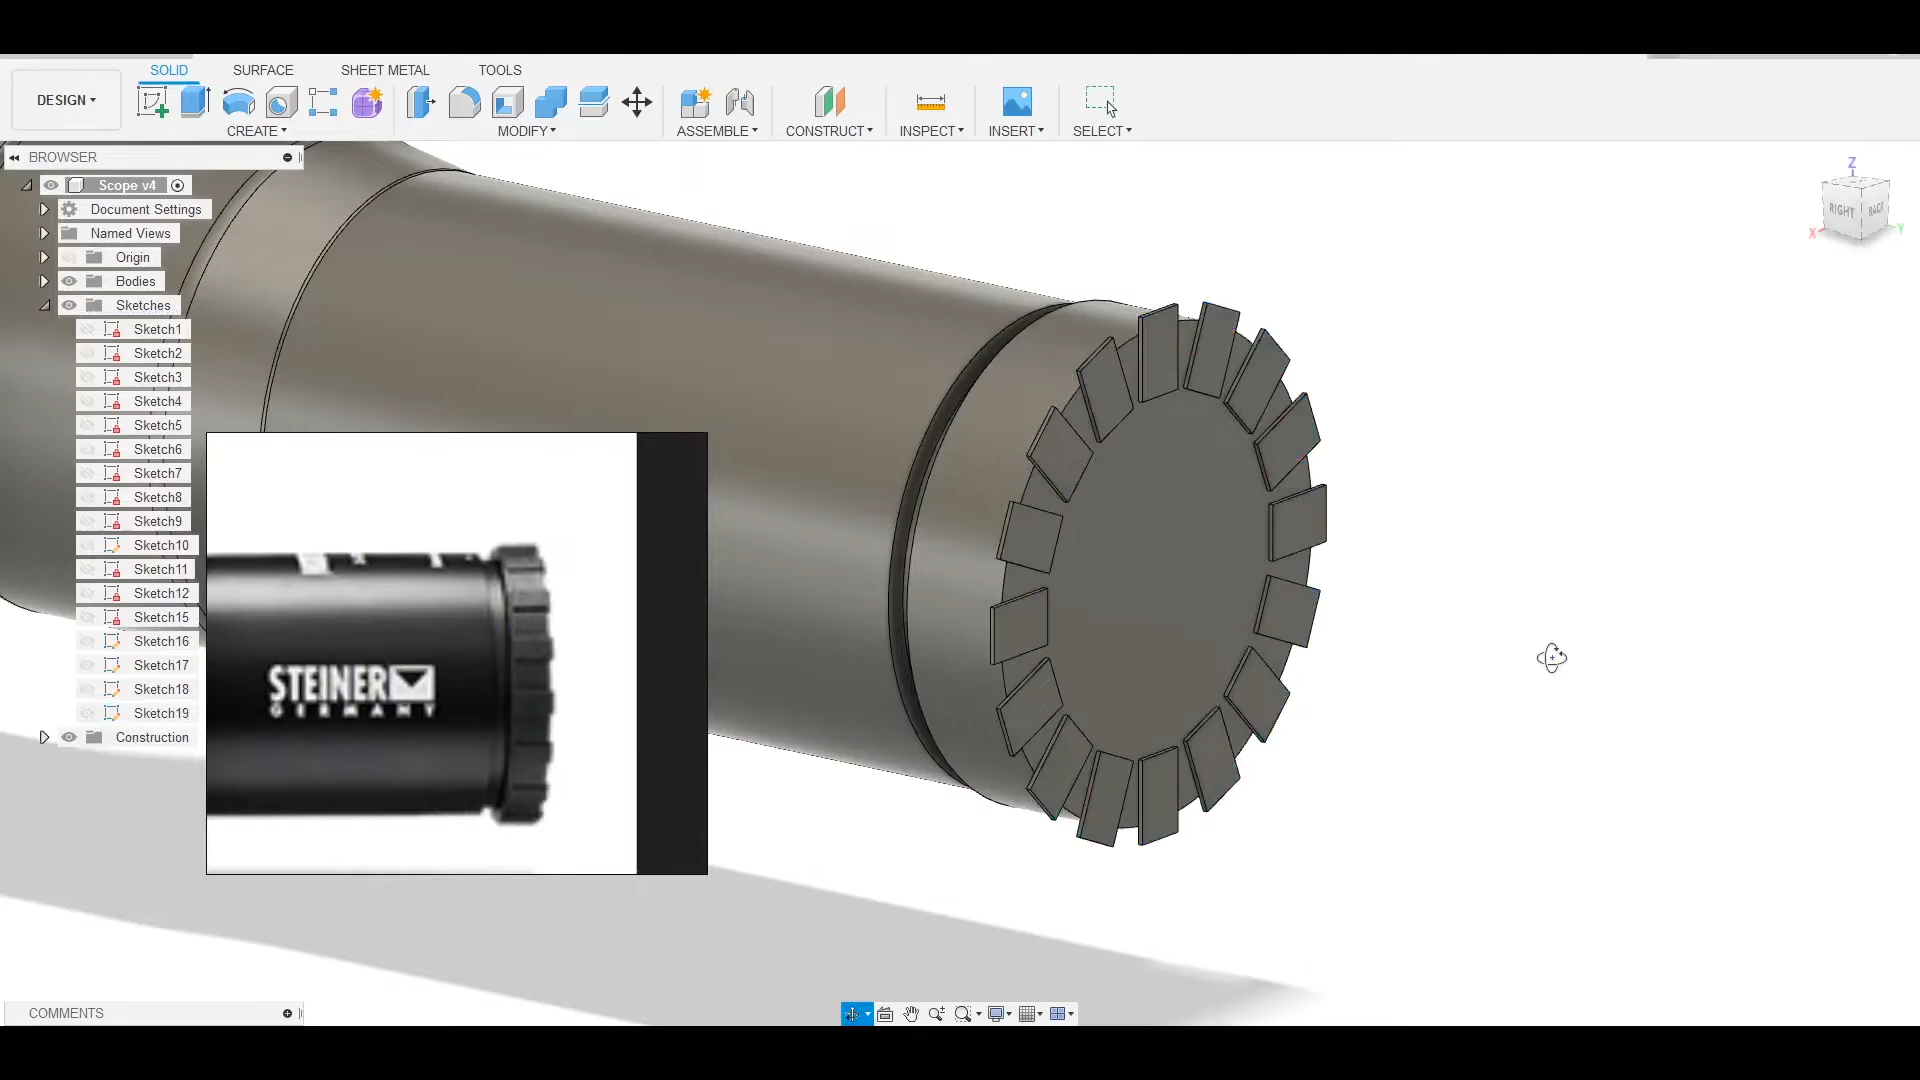 SOLID SURFACE SHEET METAL TOOLS
DESIGN
CREATE MODIFY ASSEMBLE CONSTRUCT INSPECT INSERT SELECT
BROWSER
Scope v4
Document Settings
Named Views
Origin
Bodies
Sketches
Sketch1
Sketch2
Sketch3
Sketch4
Sketch5
Sketch6
Sketch7
Sketch8
Sketch9
Sketch10
Sketch11
Sketch12
Sketch15
Sketch16
Sketch17
Sketch18
Sketch19
Construction
STEINER
GERMANY
Z
RIGHT BACK
X Y
COMMENTS